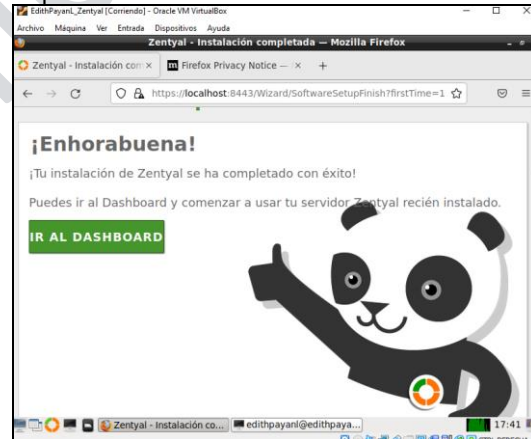 EdithPayanL_Zentyal [Corriendo] - Oracle VM VirtualBox
Archivo Máquina Ver Entrada Dispositivos Ayuda
Zentyal - Instalación completada — Mozilla Firefox
Zentyal - Instalación com
Firefox Privacy Notice —
https://localhost:8443/Wizard/SoftwareSetupFinish?firstTime=1
¡Enhorabuena!
¡Tu instalación de Zentyal se ha completado con éxito!
Puedes ir al Dashboard y comenzar a usar tu servidor Zentyal recién instalado.
IR AL DASHBOARD
Zentyal - Instalación co...
edithpayanl@edithpaya...
17:41